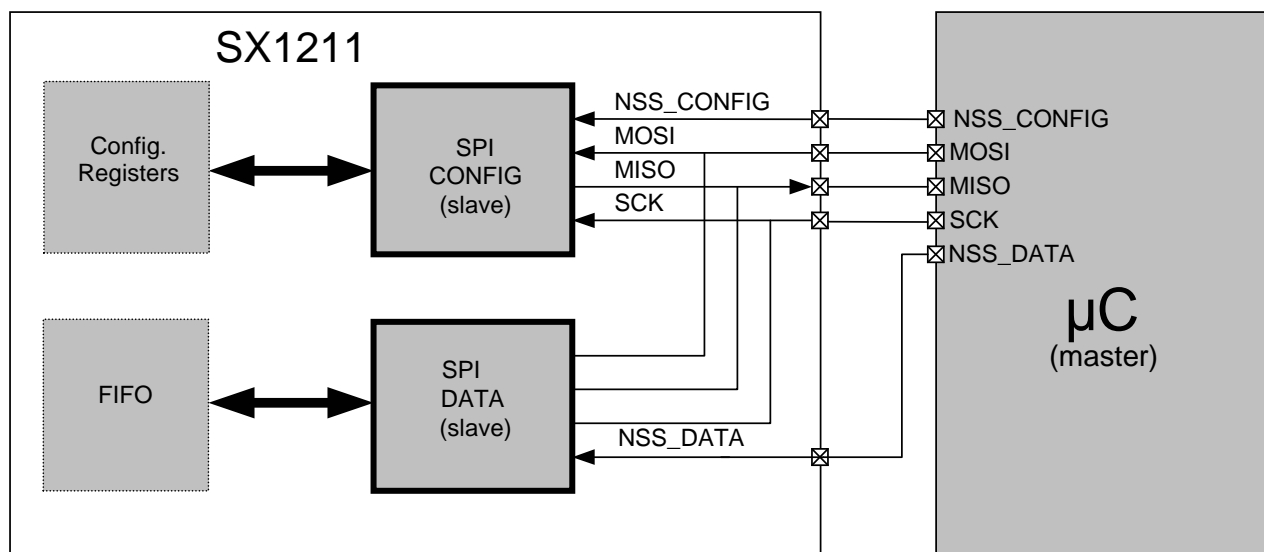 SX1211
Config.
Registers
SPI
CONFIG
(slave)
NSS_CONFIG
MOSI
MISO
SCK
NSS_CONFIG
MOSI
MISO
SCK
NSS_DATA
µC
(master)
FIFO
SPI
DATA
(slave)
NSS_DATA